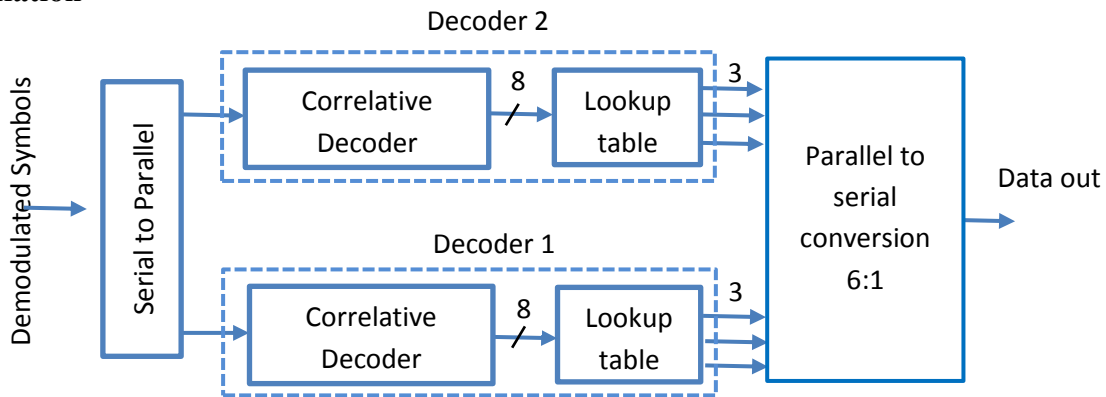 Decoder 2
Demodulated Symbols
Serial to Parallel
Correlative
Decoder
8
Lookup
table
3
Parallel to
serial
conversion
6:1
Data out
Decoder 1
Correlative
Decoder
8
Lookup
table
3